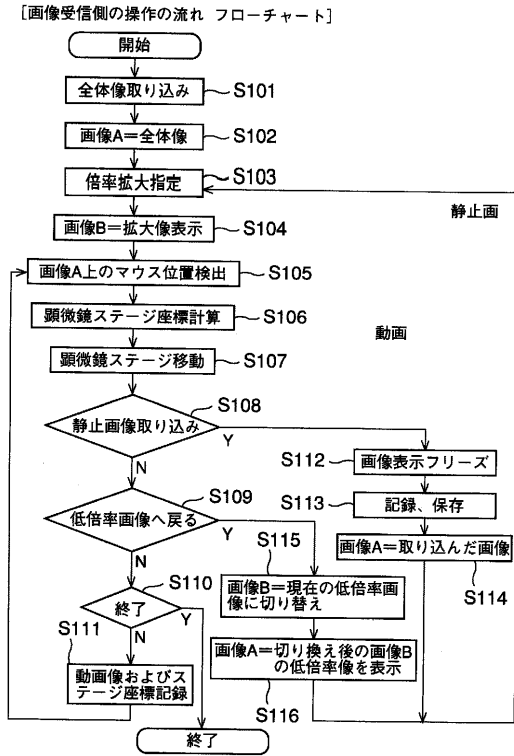 [画像受信側の操作の流れ フローチャート]
開始
全体像取り込み
S101
画像A＝全体像
S102
倍率拡大指定
S103
静止画
画像B＝拡大像表示
S104
画像A上のマウス位置検出
S105
顕微鏡ステージ座標計算
S106
動画
顕微鏡ステージ移動
S107
S108
静止画像取り込み
Y
N
S112
画像表示フリーズ
S109
S113
記録、保存
低倍率画像へ戻る
Y
N
S115
画像A＝取り込んだ画像
S114
S110
画像B＝現在の低倍率画
像に切り替え
終了
Y
N
S111
画像A＝切り換え後の画像B
の低倍率像を表示
動画像およびス
テージ座標記録
S116
終了